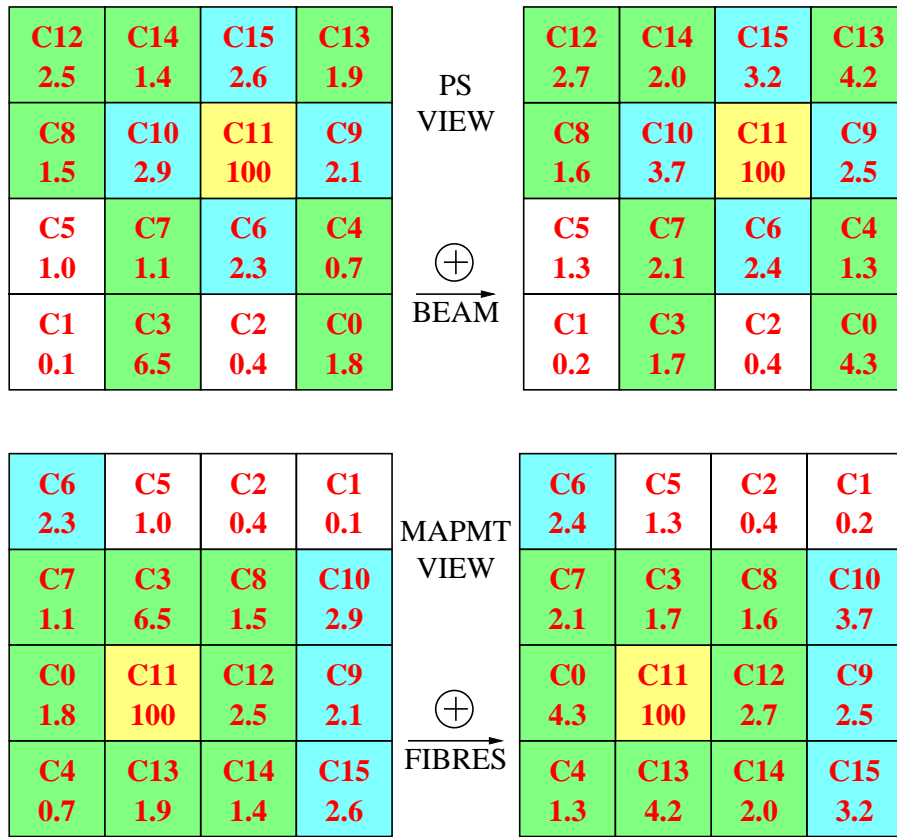 C12 C14 C15 C13
2.5 1.4 2.6 1.9
C8 C10 C11 C9
1.5 2.9 100 2.1
C5 C7 C6 C4
1.0 1.1 2.3 0.7
C1 C3 C2 C0
0.1 6.5 0.4 1.8
PS
VIEW
BEAM
C12 C14 C15 C13
2.7 2.0 3.2 4.2
C8 C10 C11 C9
1.6 3.7 100 2.5
C5 C7 C6 C4
1.3 2.1 2.4 1.3
C1 C3 C2 C0
0.2 1.7 0.4 4.3
C6 C5 C2 C1
2.3 1.0 0.4 0.1
C7 C3 C8 C10
1.1 6.5 1.5 2.9
C0 C11 C12 C9
1.8 100 2.5 2.1
C4 C13 C14 C15
0.7 1.9 1.4 2.6
MAPMT
VIEW
FIBRES
C6 C5 C2 C1
2.4 1.3 0.4 0.2
C7 C3 C8 C10
2.1 1.7 1.6 3.7
C0 C11 C12 C9
4.3 100 2.7 2.5
C4 C13 C14 C15
1.3 4.2 2.0 3.2